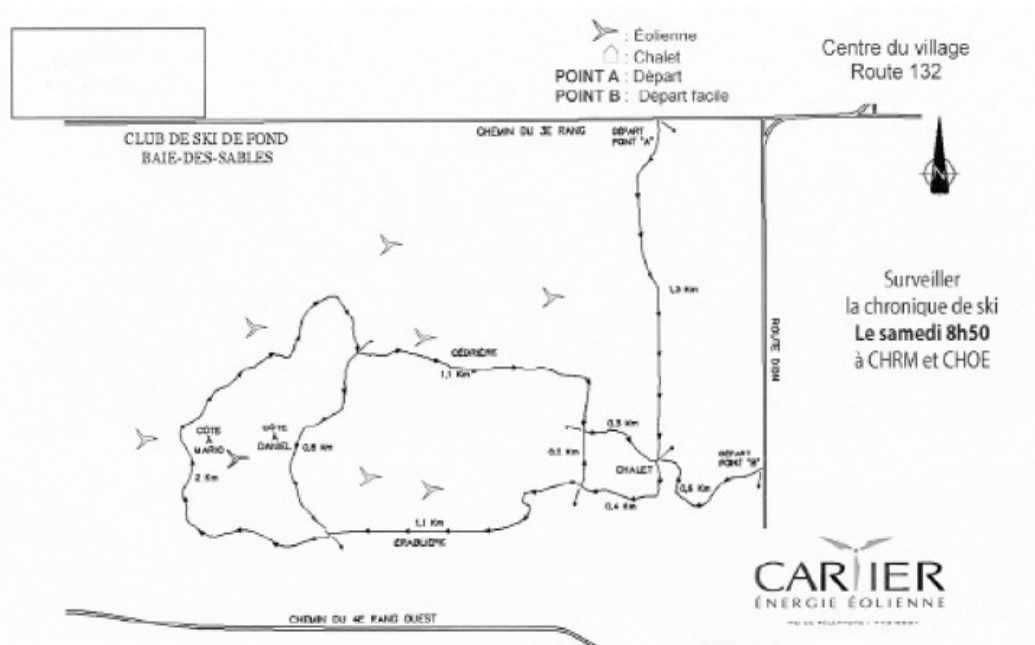 : Éolienne
: Chalet
POINT A : Départ
POINT B : Départ facile
Centre du village
Route 132
CLUB DE SKI DE FOND
BAIE-DES-SABLES
CHEMIN DU 3E RANG
DÉPART
POINT "A"
N
Surveiller
la chronique de ski
Le samedi 8h50
à CHRM et CHOE
1,3 Km
ROUTE DDN
CÉDRIÈRE
1,1 Km
0,3 Km
CÔTE
À
MARIO
CÔTE
À
DANIEL
0,8 Km
0,2 Km
CHALET
DÉPART
POINT "B"
2 Km
0,5 Km
0,4 Km
1,1 Km
ÉRABLIÈRE
CARTIER
ÉNERGIE ÉOLIENNE
CHEMIN DU 4E RANG OUEST